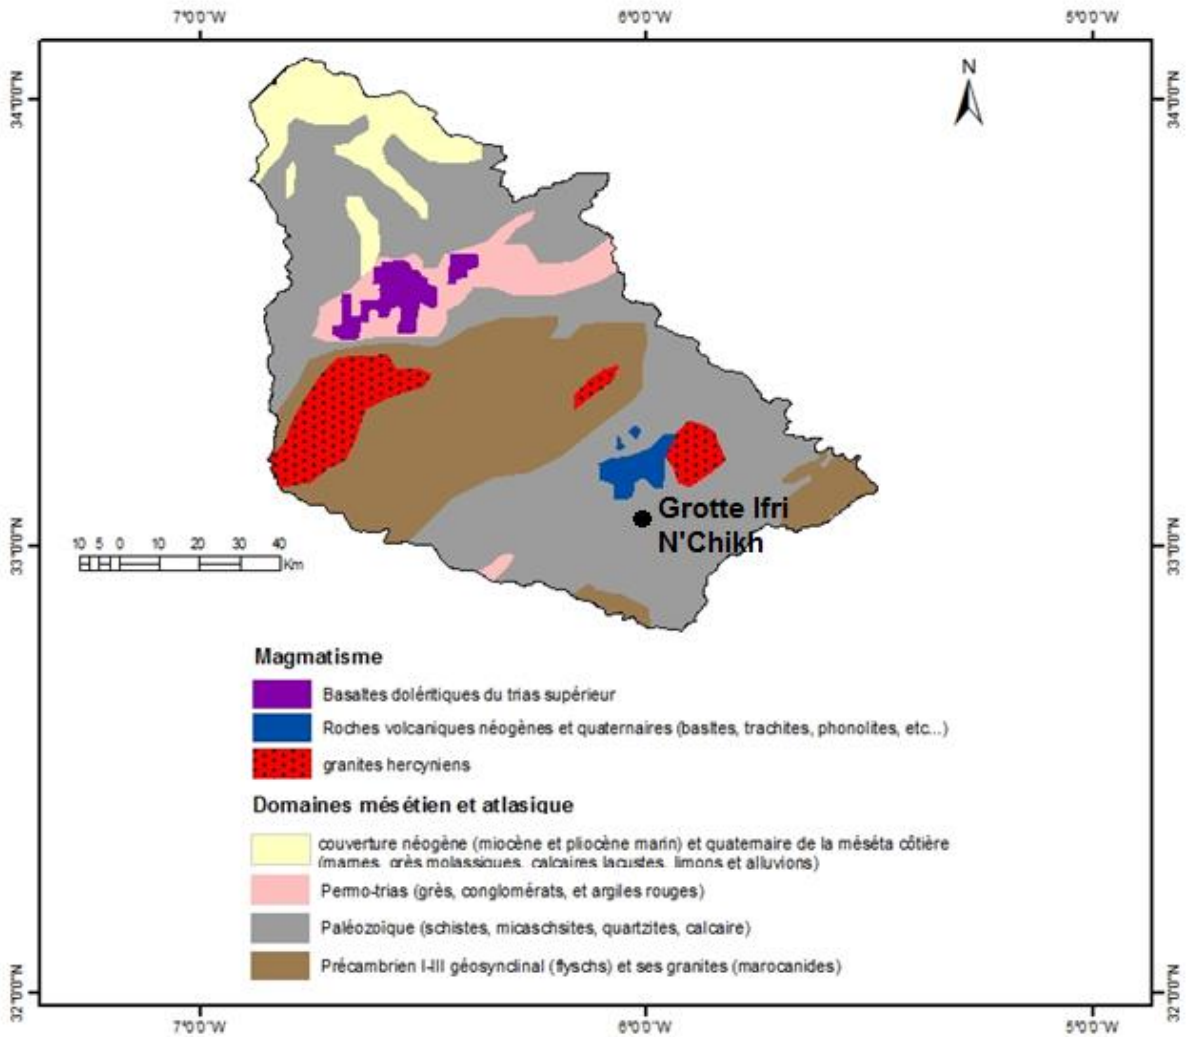 7°0'0"W 6°0'0"W 5°0'0"W
34°0'0"N 34°0'0"N
N
Grotte Ifri
N'Chikh
33°0'0"N 33°0'0"N
10 5 0 10 20 30 40
Km
Magmatisme
Basaltes doléritiques du trias supérieur
Roches volcaniques néogènes et quaternaires (basltes, trachites, phonolites, etc...)
granites hercyniens
Domaines mésétien et atlasique
couverture néogène (miocène et pliocène marin) et quaternaire de la méséta côtière
(marnes, grès molassiques, calcaires lacustes, limons et alluvions)
Permo-trias (grès, conglomérats, et argiles rouges)
Paléozoïque (schistes, micaschsites, quartzites, calcaire)
Précambrien I-III géosynclinal (flyschs) et ses granites (marocanides)
32°0'0"N 32°0'0"N
7°0'0"W 6°0'0"W 5°0'0"W